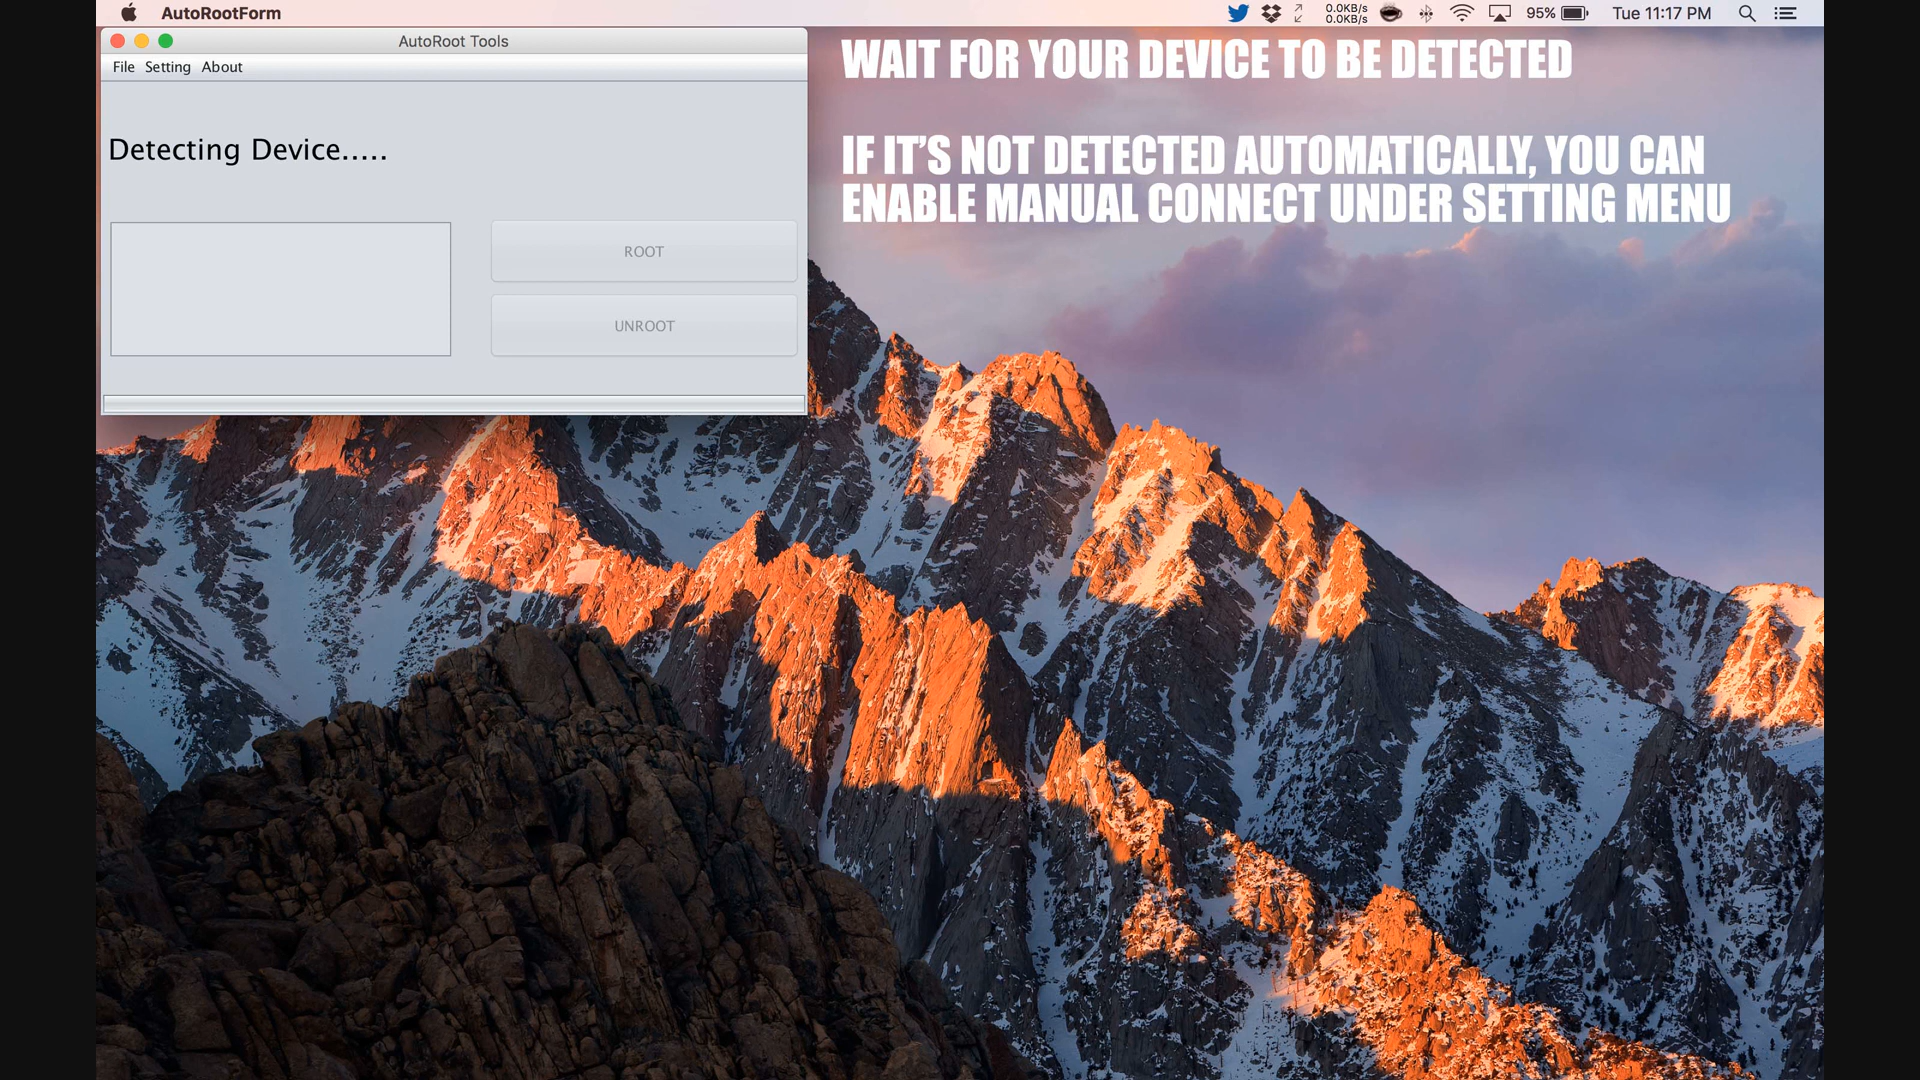 AutoRootForm
0.0KB/s
0.0KB/s
95%
Tue 11:17 PM
AutoRoot Tools
File Setting About
Detecting Device.....
ROOT
UNROOT
WAIT FOR YOUR DEVICE TO BE DETECTED
IF IT’S NOT DETECTED AUTOMATICALLY, YOU CAN
ENABLE MANUAL CONNECT UNDER SETTING MENU